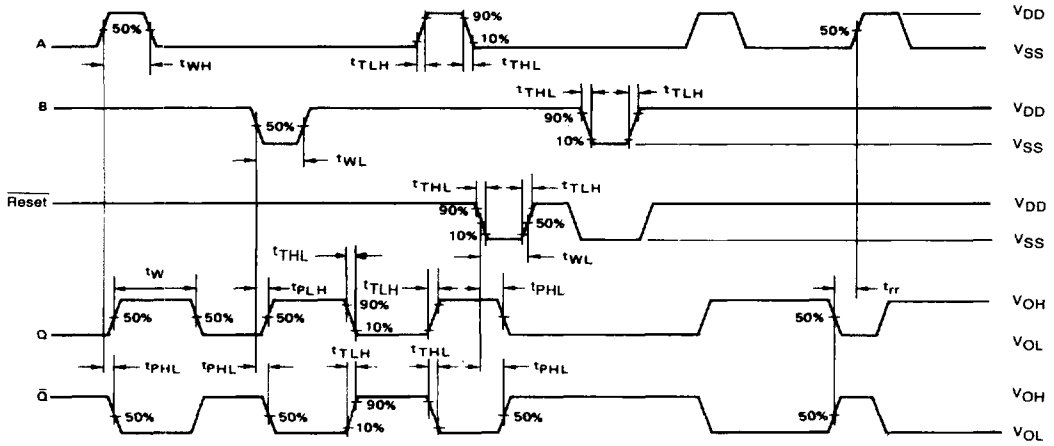 A 50% 90% 10% 50% VDD
VSS
tWH tTLH tTHL
tTHL tTLH
B 50% 90% 10% VDD
VSS
tWL
tTHL tTLH
Reset 90% 10% 50% VDD
VSS
tWL
tTHL
tW tPLH tTLH tPHL trr
Q 50% 50% 50% 90% 10% 50% VOH
VOL
tTLH tTHL
tPHL tPHL tPHL
Q 50% 50% 90% 10% 50% 50% VOH
VOL